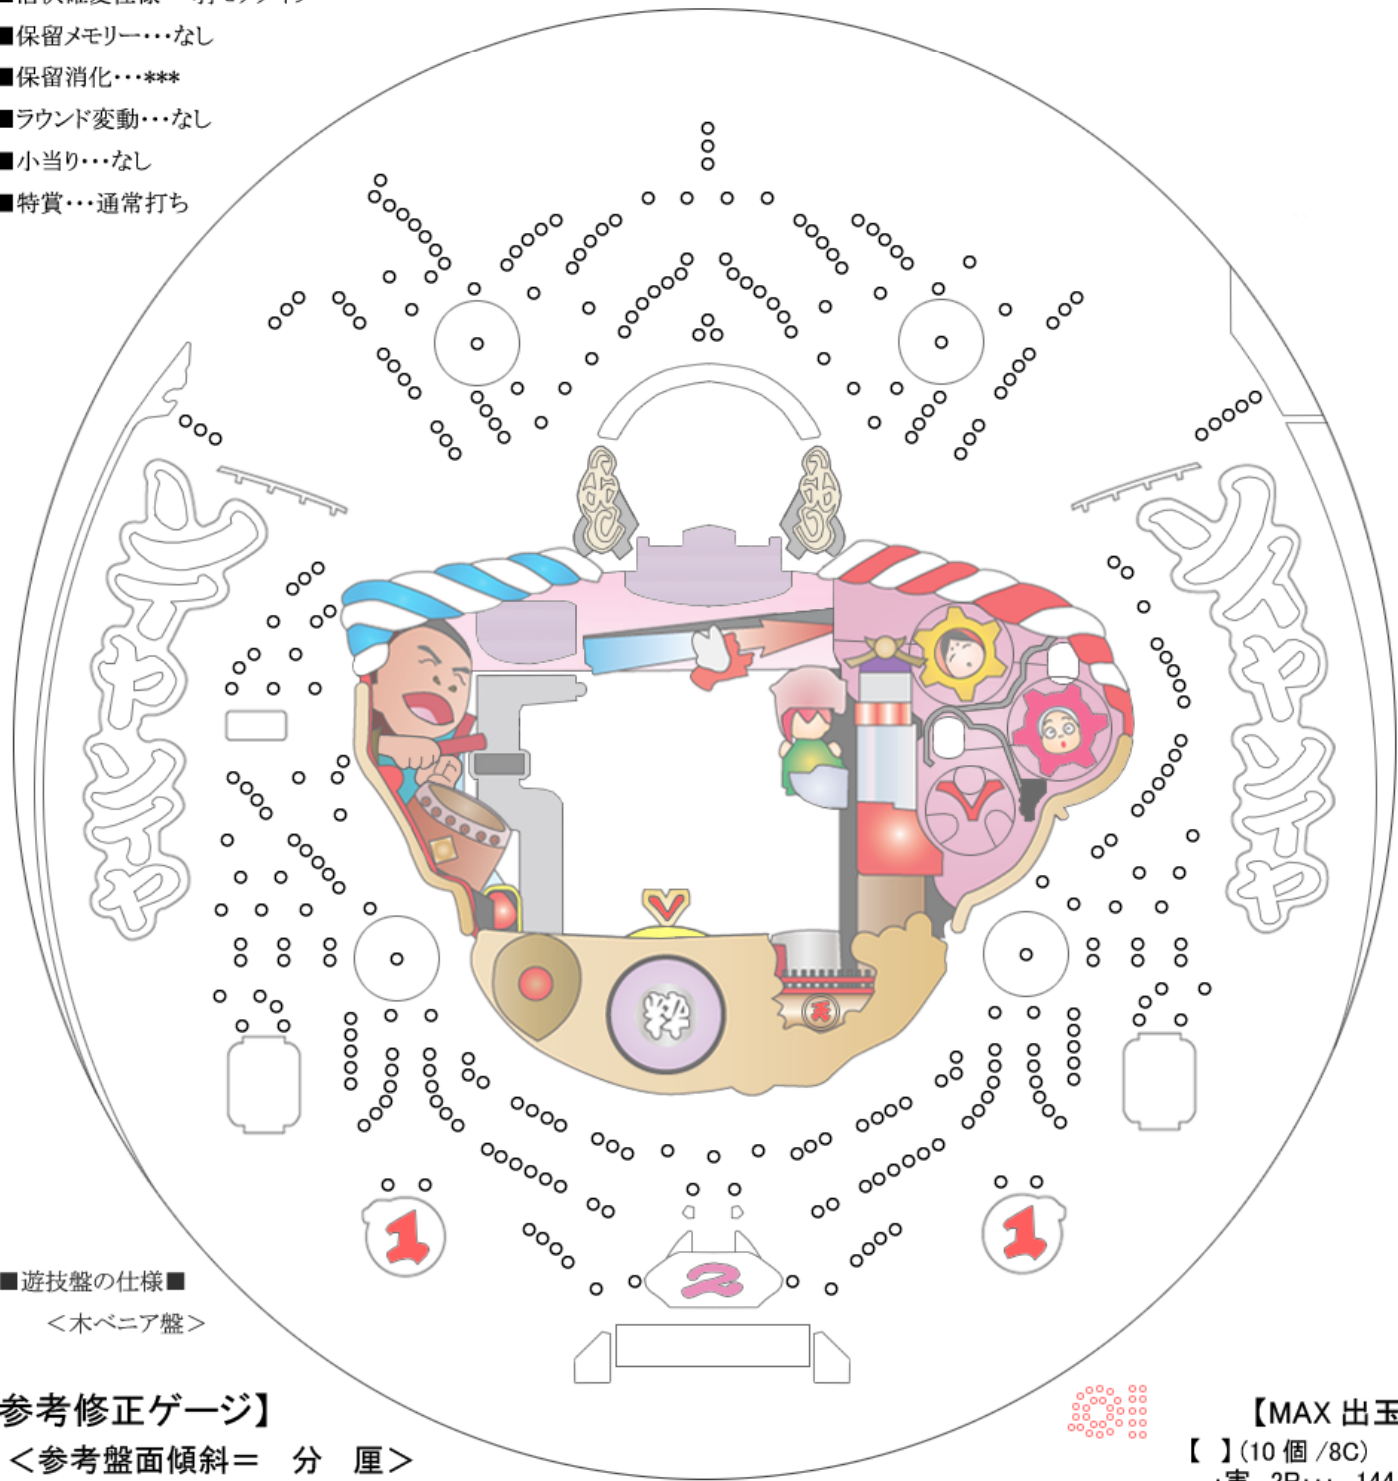 ■保留メモリー・・・なし
■保留消化・・・***
■ラウンド変動・・・なし
■小当り・・・なし
■特賞・・・通常打ち
ソイヤソイヤ
ソイヤソイヤ
粋
1
1
2
■遊技盤の仕様■
＜木ベニア盤＞
参考修正ゲージ】
＜参考盤面傾斜＝　分　厘＞
【MAX 出玉
【　】(10 個 /8C)